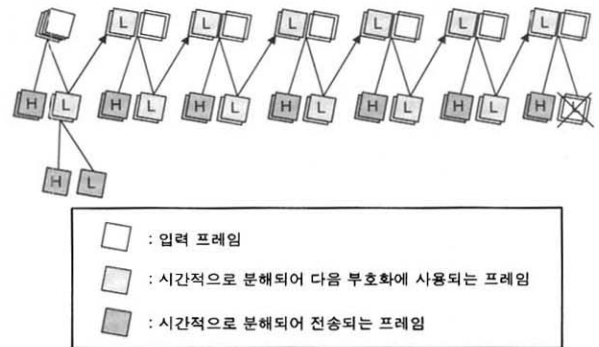 L L L L L L
H L H L H L H L H L H L H L
H L
: 입력 프레임
: 시간적으로 분해되어 다음 부호화에 사용되는 프레임
: 시간적으로 분해되어 전송되는 프레임